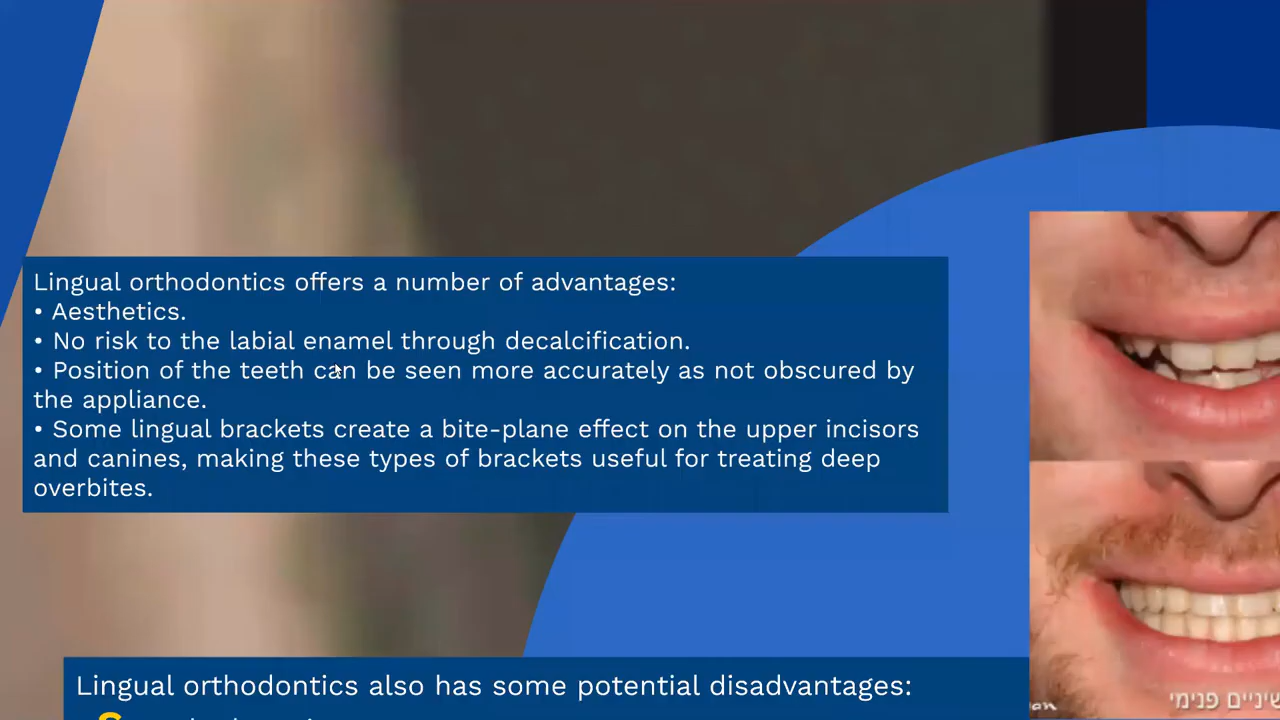 Lingual orthodontics offers a number of advantages:
• Aesthetics.
• No risk to the labial enamel through decalcification.
• Position of the teeth can be seen more accurately as not obscured by
the appliance.
• Some lingual brackets create a bite-plane effect on the upper incisors
and canines, making these types of brackets useful for treating deep
overbites.
Lingual orthodontics also has some potential disadvantages:
שיניים פנימי